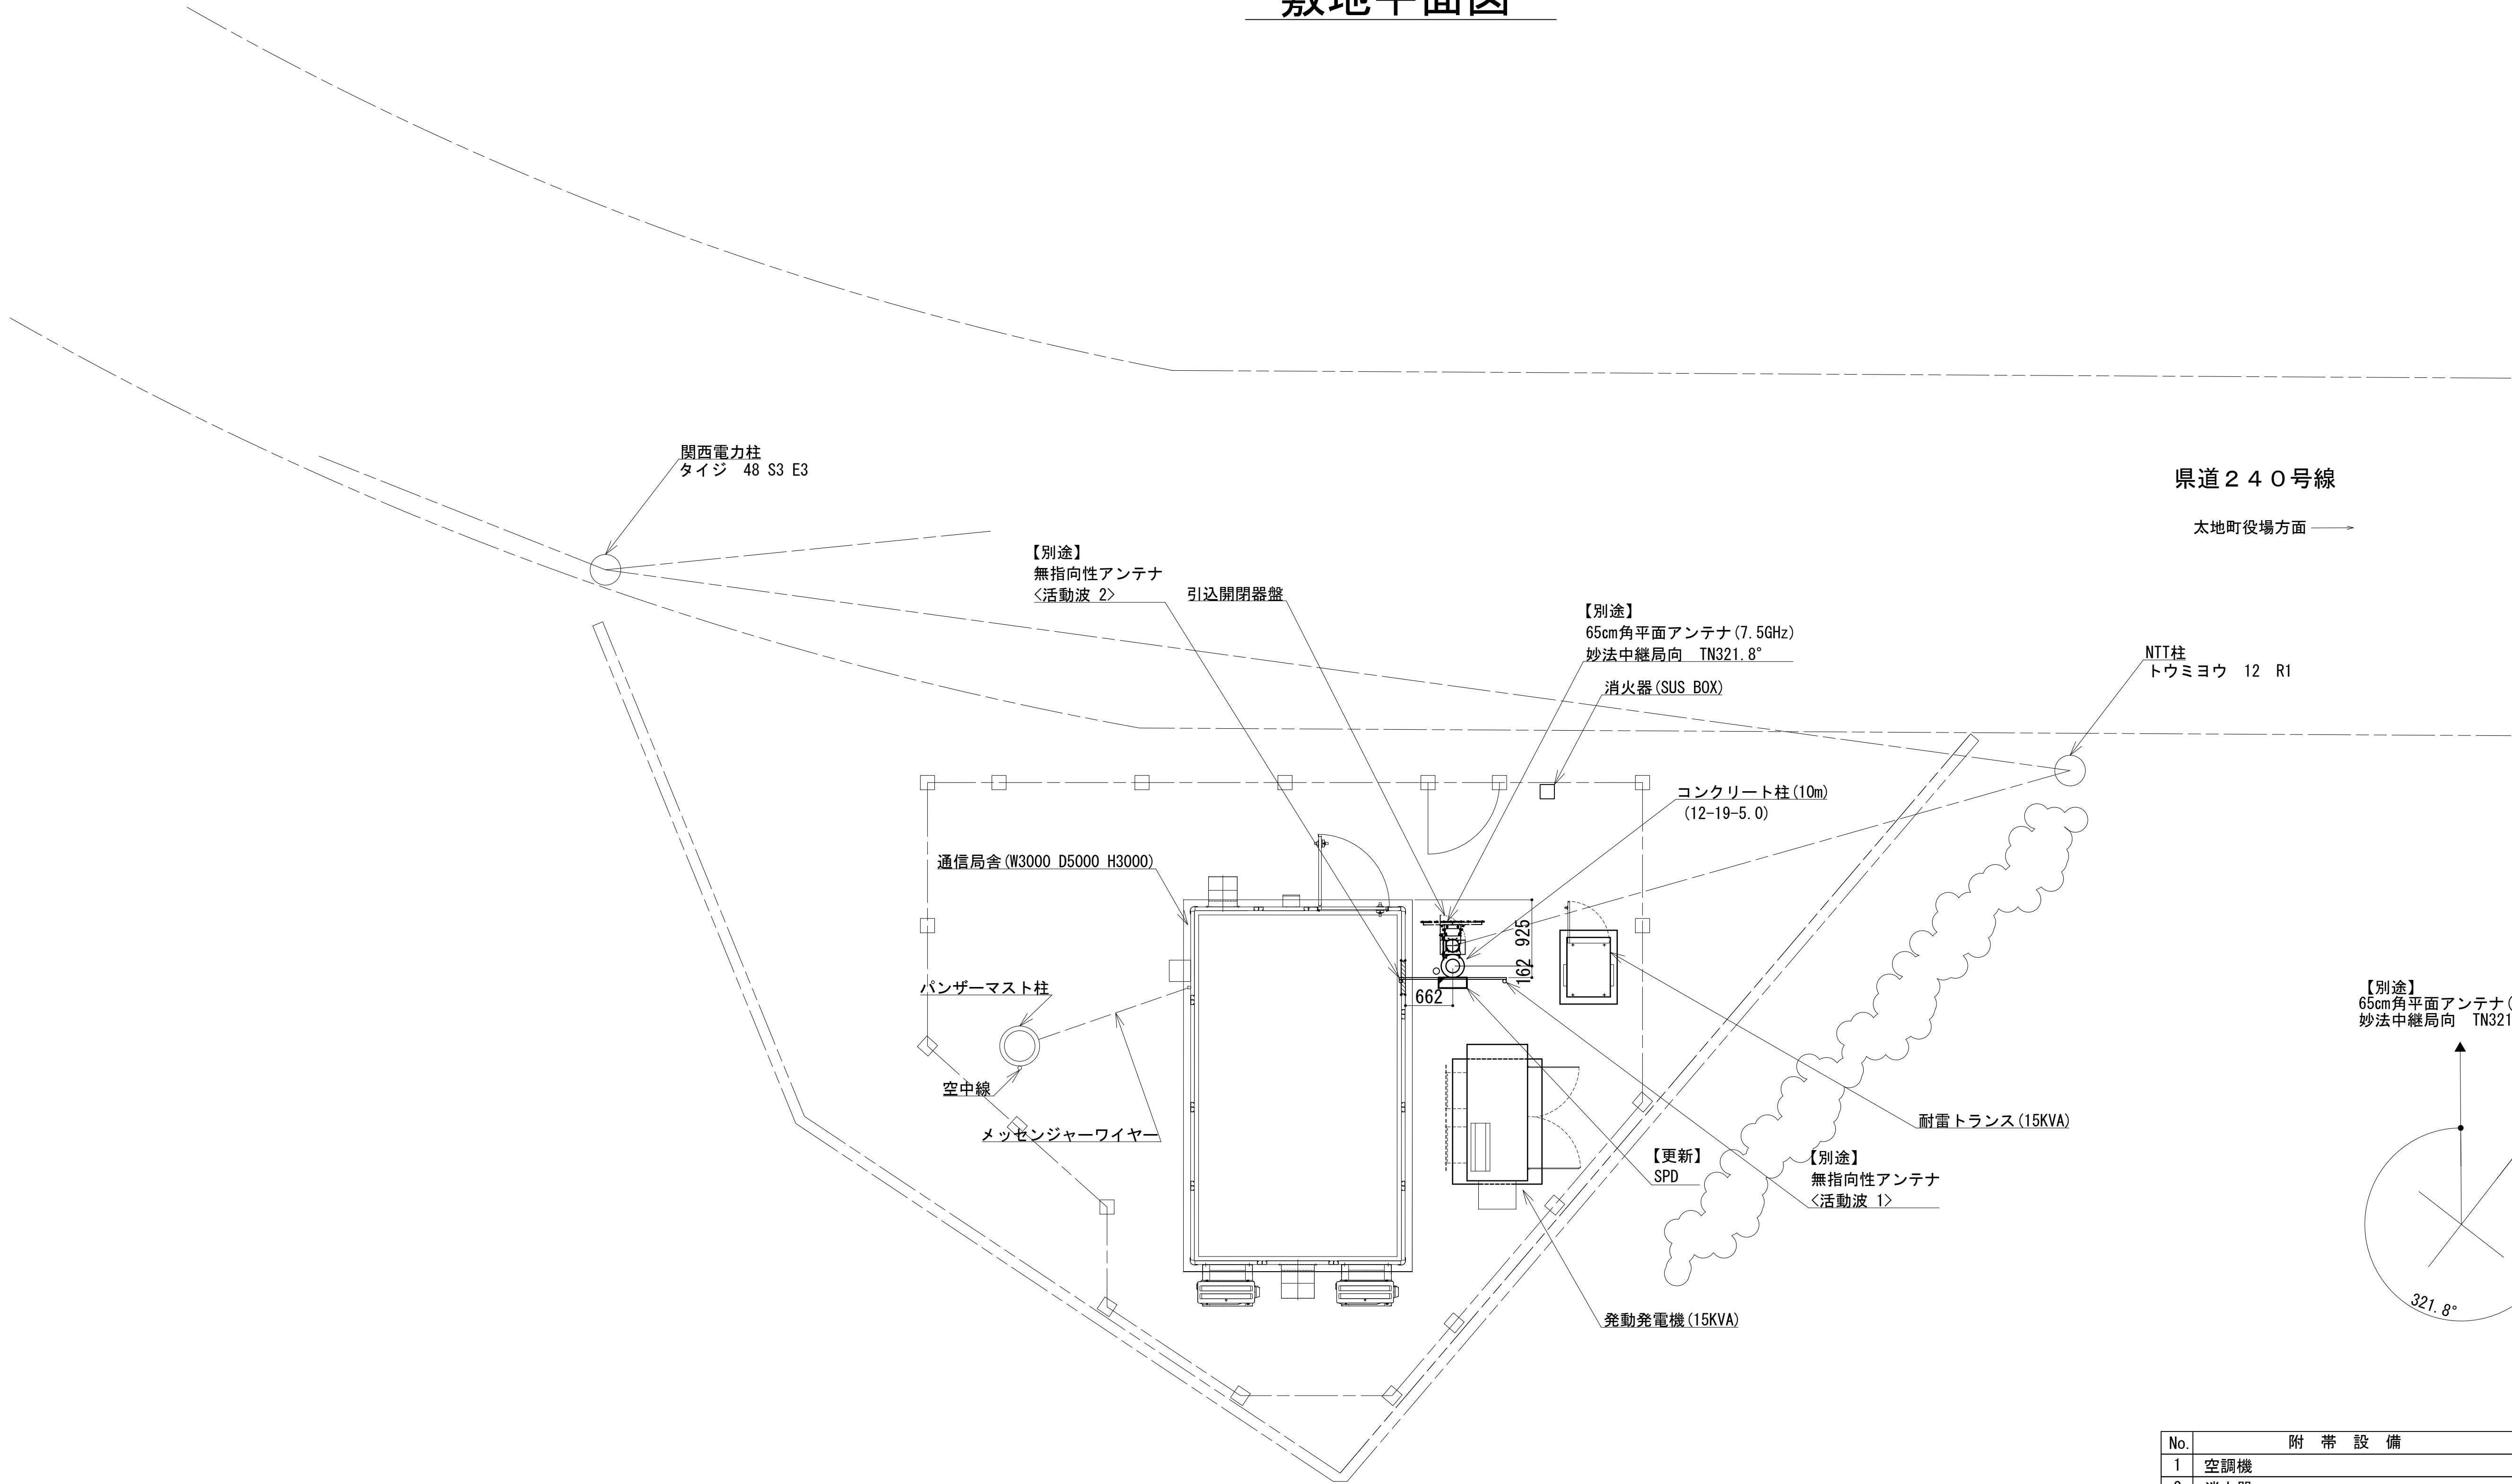 敷地平面図
関西電力柱
タイジ 48 S3 E3
県道240号線
太地町役場方面
【別途】
無指向性アンテナ
<活動波 2>
引込開閉器盤
【別途】
65cm角平面アンテナ(7.5GHz)
妙法中継局向 TN321.8°
消火器(SUS BOX)
NTT柱
トウミヨウ 12 R1
コンクリート柱(10m)
(12-19-5.0)
通信局舎(W3000 D5000 H3000)
925
162
662
パンザーマスト柱
空中線
メッセンジャーワイヤー
【別途】
65cm角平面アンテナ(
妙法中継局向 TN321
耐雷トランス(15KVA)
【更新】
SPD
【別途】
無指向性アンテナ
<活動波 1>
発動発電機(15KVA)
321.8°
No. 附帯設備
1 空調機